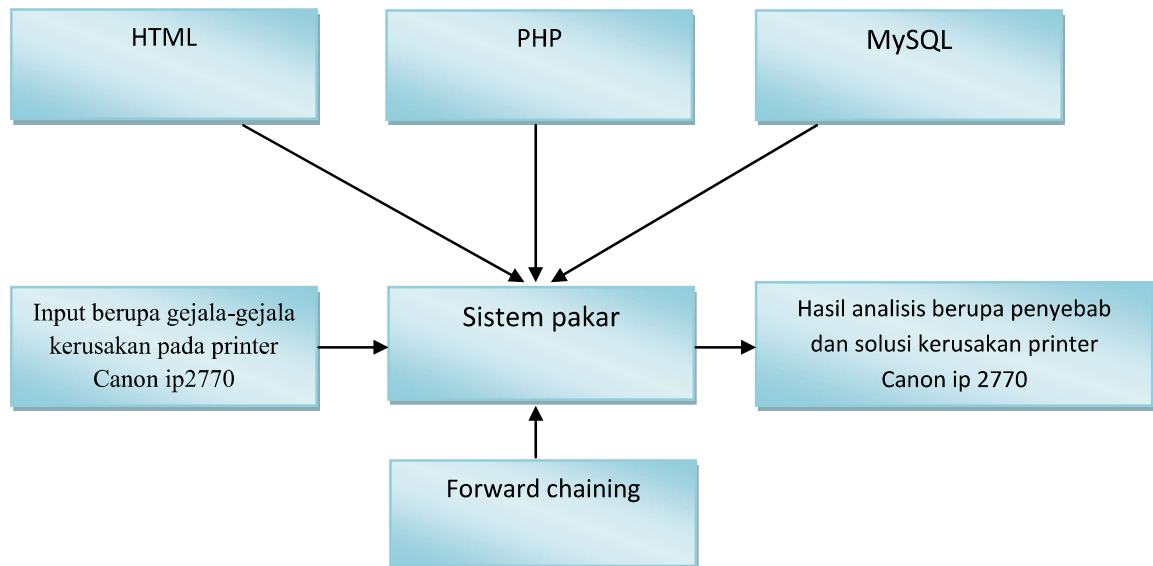 HTML
PHP
MySQL
Input berupa gejala-gejala
kerusakan pada printer
Canon ip2770
Sistem pakar
Hasil analisis berupa penyebab
dan solusi kerusakan printer
Canon ip 2770
Forward chaining